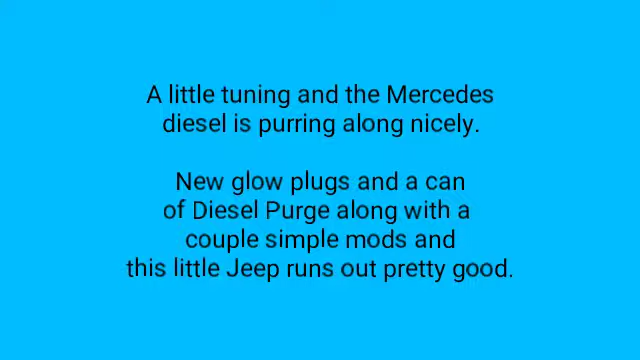 A little tuning and the Mercedes
diesel is purring along nicely.
New glow plugs and a can
of Diesel Purge along with a
couple simple mods and
this little Jeep runs out pretty good.